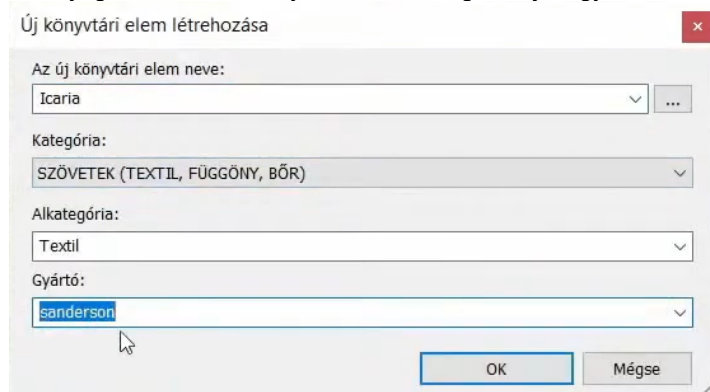 Új könyvtári elem létrehozása
Az új könyvtári elem neve:
Icaria
...
Kategória:
SZÖVETEK (TEXTIL, FÜGGÖNY, BŐR)
Alkategória:
Textil
Gyártó:
sanderson
OK Mégse